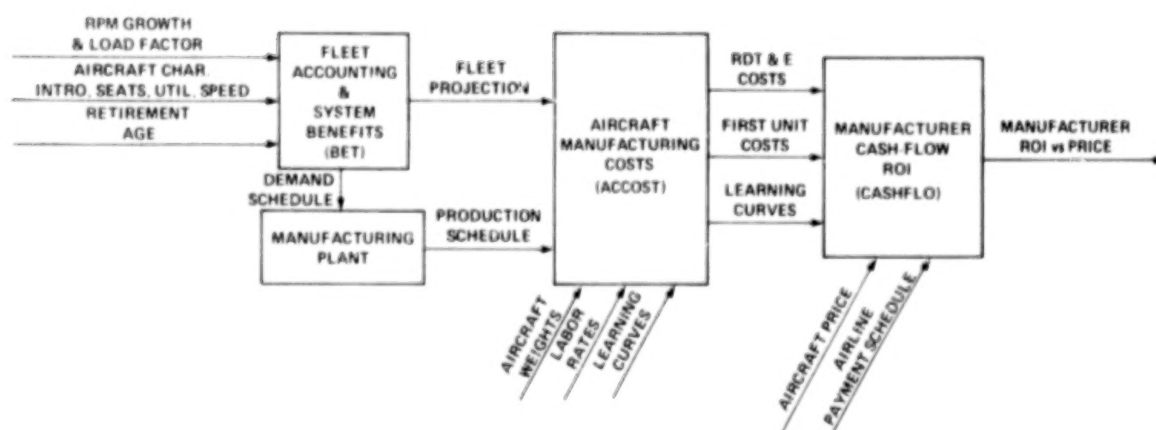 RPM GROWTH
& LOAD FACTOR
AIRCRAFT CHAR.
INTRO, SEATS, UTIL, SPEED
RETIREMENT
AGE
FLEET
ACCOUNTING
&
SYSTEM
BENEFITS
(BET)
DEMAND
SCHEDULE
MANUFACTURING
PLANT
FLEET
PROJECTION
PRODUCTION
SCHEDULE
AIRCRAFT
MANUFACTURING
COSTS
(ACCOST)
AIRCRAFT
WEIGHTS
LABOR
RATES
LEARNING
CURVES
RDT & E
COSTS
FIRST UNIT
COSTS
LEARNING
CURVES
MANUFACTURER
CASH-FLOW
ROI
(CASHFLO)
AIRCRAFT PRICE
AIRLINE
PAYMENT SCHEDULE
MANUFACTURER
ROI vs PRICE